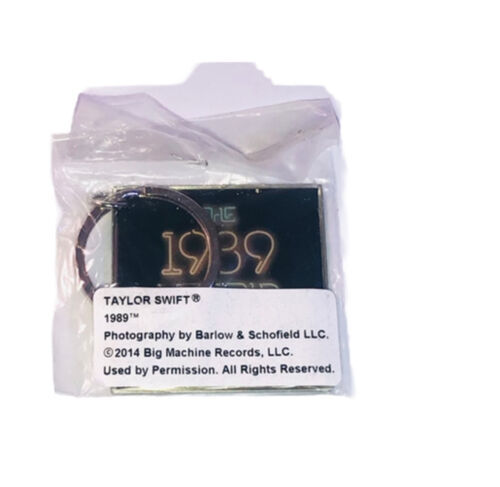 THE
1989
TAYLOR SWIFT®
1989™
Photography by Barlow & Schofield LLC.
©2014 Big Machine Records, LLC.
Used by Permission. All Rights Reserved.